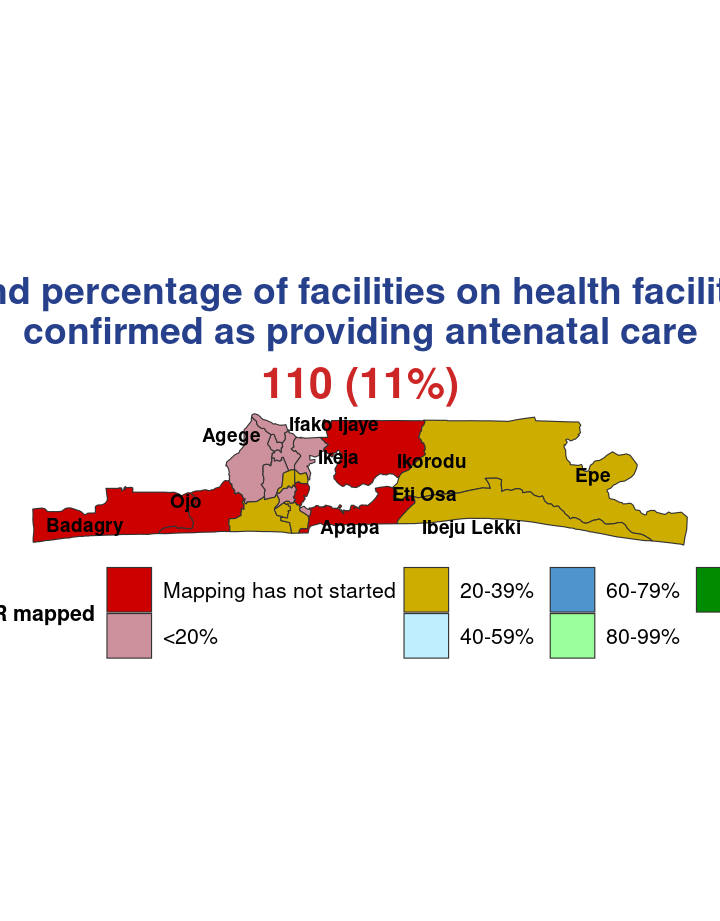 percentage of facilities on health
confirmed as providing antenatal care
110 (11%)
Ifako Ijaye
Agege
Ikeja
Ikorodu
Epe
Ojo
Eti Osa
Badagry
Apapa
Ibeju Lekki
mapped
Mapping has not started
20-39%
60-79%
<20%
40-59%
80-99%